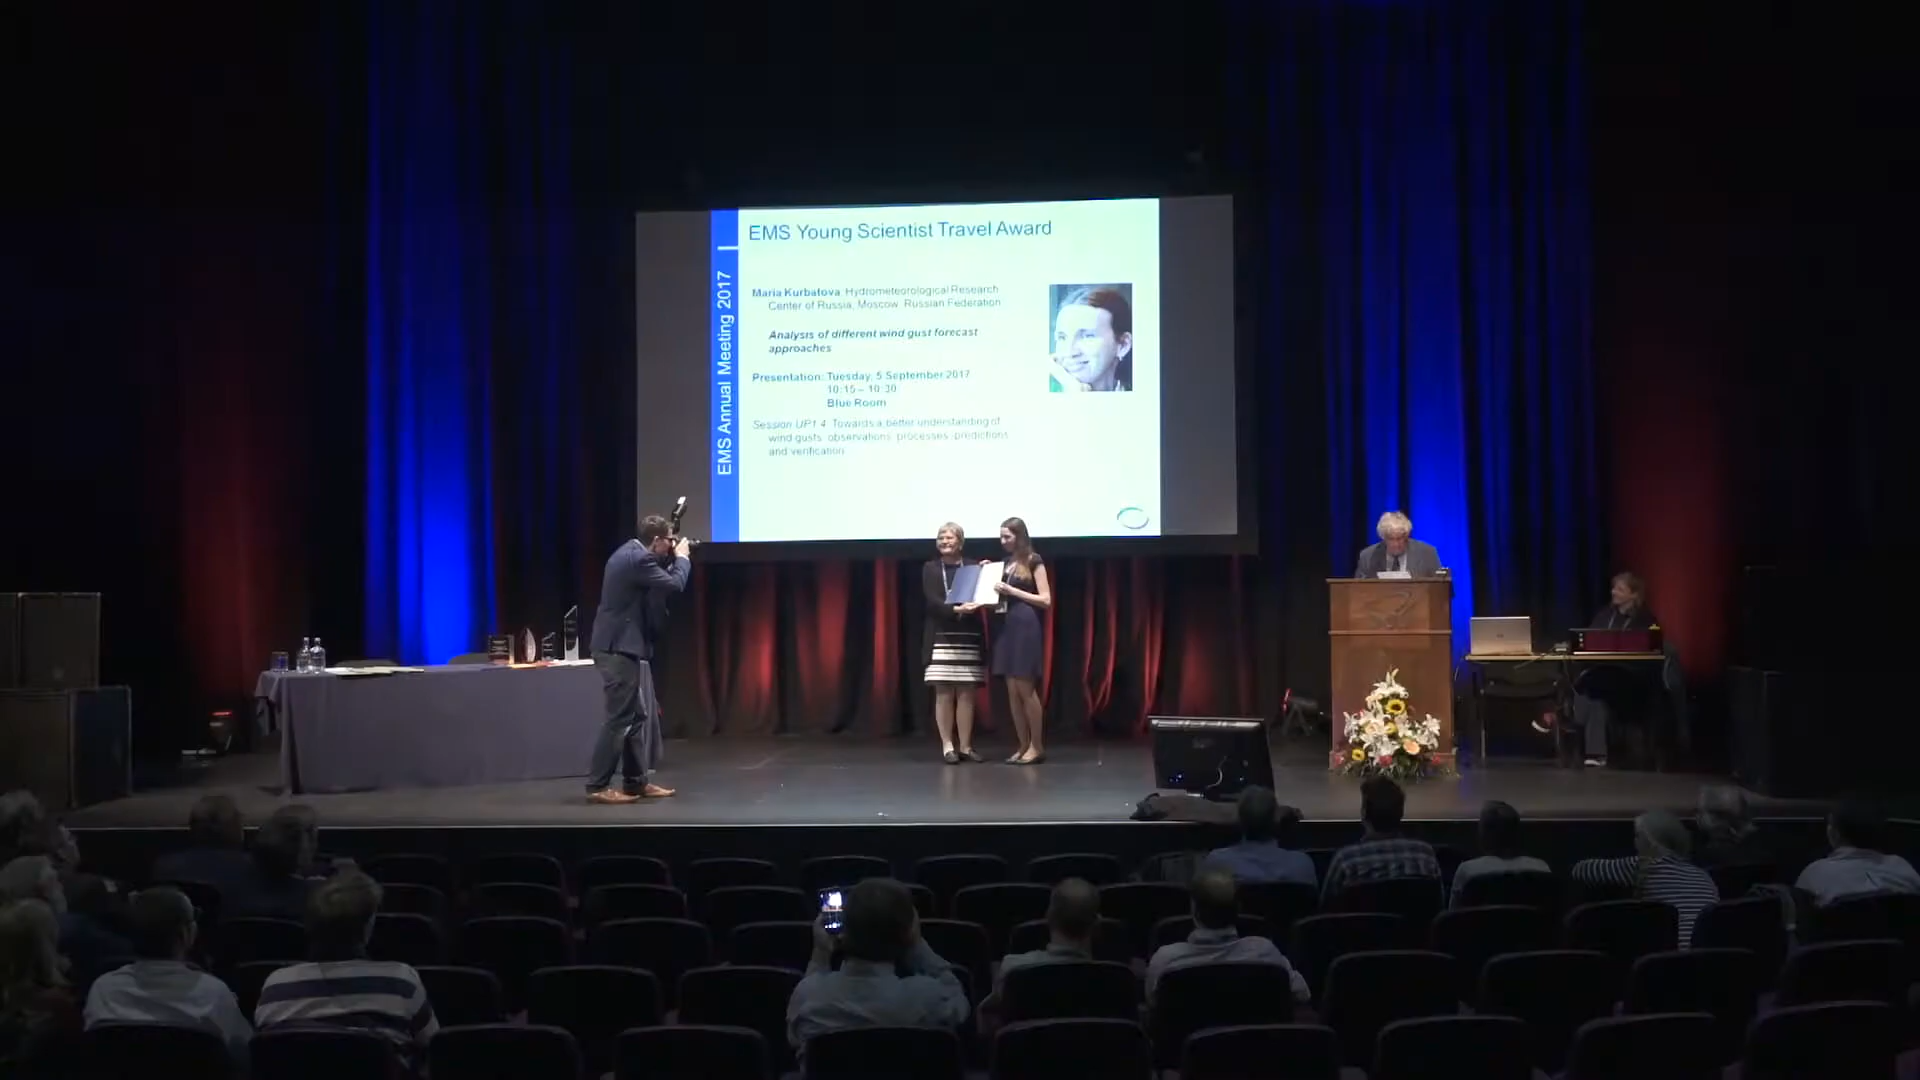 EMS Young Scientist Travel Award
EMS Annual Meeting 2017
Maria Kurbatova, Hydrometeorological Research
Center of Russia, Moscow, Russian Federation
Analysis of different wind gust forecast
approaches
Presentation: Tuesday, 5 September 2017
10:15 – 10:30
Blue Room
Session UP1.4 Towards a better understanding of
wind gusts: observations, processes, predictions
and verification